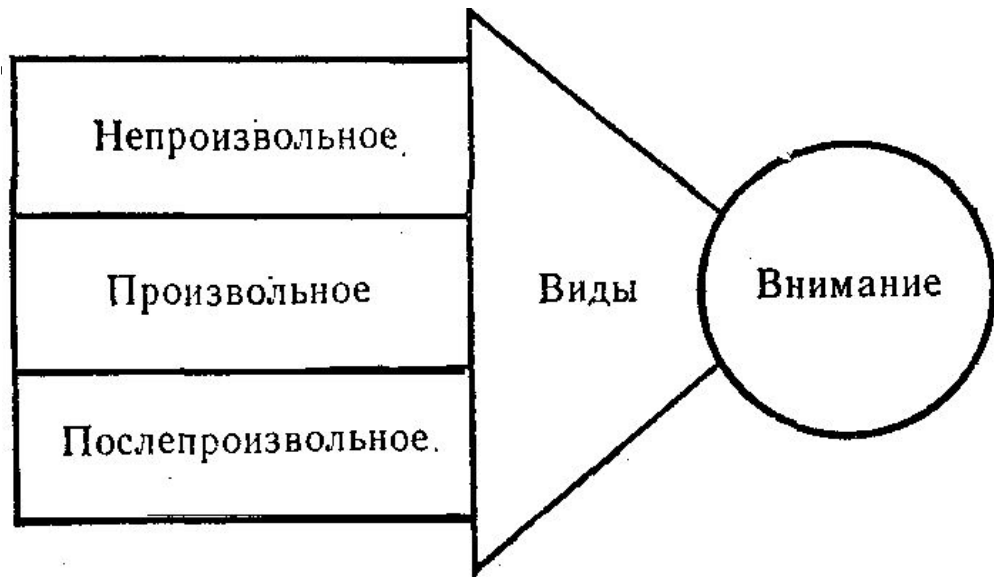 Непроизвольное
Произвольное
Послепроизвольное
Виды
Внимание